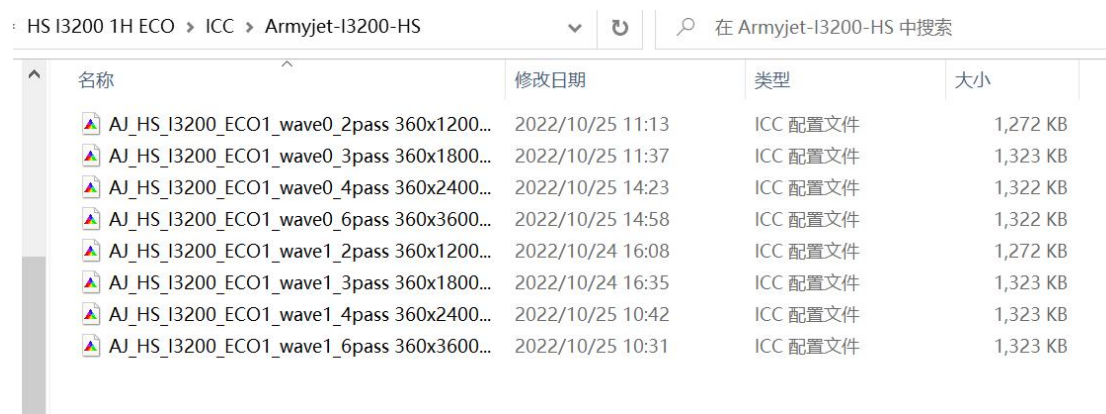 HS I3200 1H ECO > ICC > Armyjet-I3200-HS 在 Armyjet-I3200-HS 中搜索
名称 修改日期 类型 大小
AJ_HS_I3200_ECO1_wave0_2pass 360x1200... 2022/10/25 11:13 ICC 配置文件 1,272 KB
AJ_HS_I3200_ECO1_wave0_3pass 360x1800... 2022/10/25 11:37 ICC 配置文件 1,323 KB
AJ_HS_I3200_ECO1_wave0_4pass 360x2400... 2022/10/25 14:23 ICC 配置文件 1,322 KB
AJ_HS_I3200_ECO1_wave0_6pass 360x3600... 2022/10/25 14:58 ICC 配置文件 1,322 KB
AJ_HS_I3200_ECO1_wave1_2pass 360x1200... 2022/10/24 16:08 ICC 配置文件 1,272 KB
AJ_HS_I3200_ECO1_wave1_3pass 360x1800... 2022/10/24 16:35 ICC 配置文件 1,323 KB
AJ_HS_I3200_ECO1_wave1_4pass 360x2400... 2022/10/25 10:42 ICC 配置文件 1,323 KB
AJ_HS_I3200_ECO1_wave1_6pass 360x3600... 2022/10/25 10:31 ICC 配置文件 1,323 KB